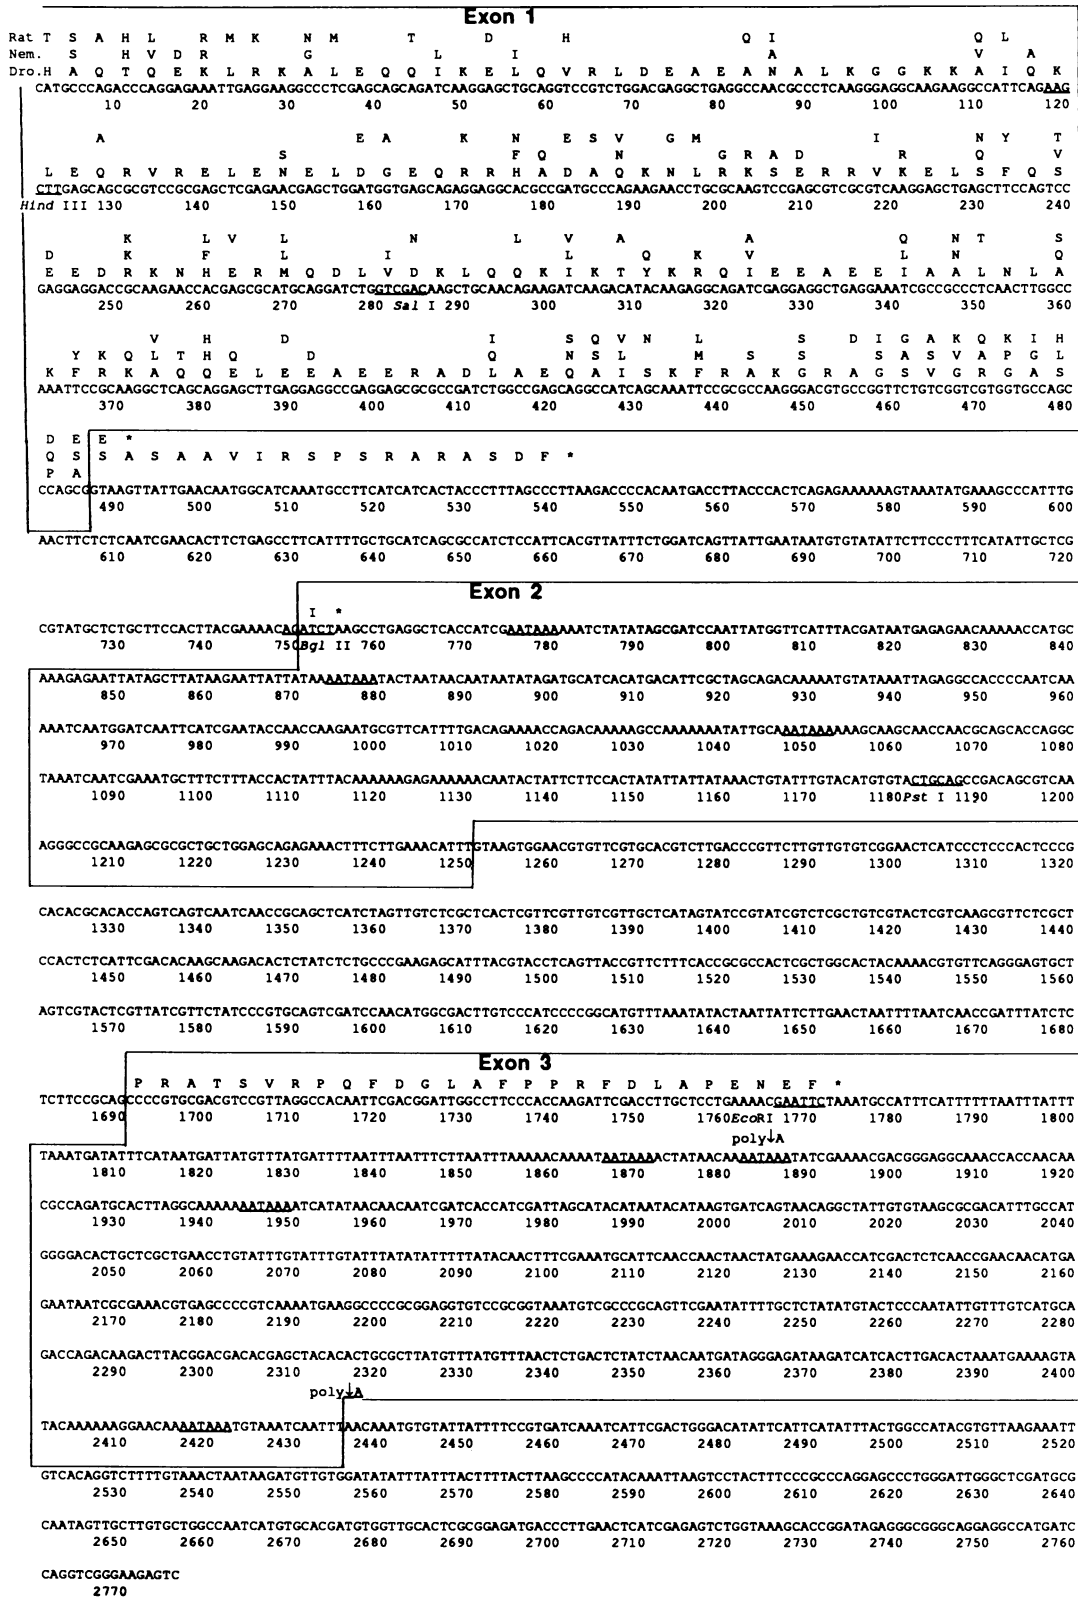 Exon 1
Rat T S A H L R M K N M T D H Q I Q L
Nem. S H V D R G L I A V A
Dro.H A Q T Q E K L R K A L E Q Q I K E L Q V R L D E A E A N A L K G G K K A I Q K
CATGCCCAGACCCAGGAGAAATTGAGGAAGGCCCTCGAGCAGCAGATCAAGGAGCTGCAGGTCCGTCTGGACGAGGCTGAGGCCAACGCCCTCAAGGGAGGCAAGAAGGCCATTCAGAAG
10 20 30 40 50 60 70 80 90 100 110 120
A E A K N E S V G M I N Y T
S F Q N G R A D R Q V
L E Q R V R E L E N E L D G E Q R R H A D A Q K N L R K S E R R V K E L S F Q S
CTTGAGCAGCGCGTCCGCGAGCTCGAGAACGAGCTGGATGGTGAGCAGAGGAGGCACGCCGATGCCCAGAAGAACCTGCGCAAGTCCGAGCGTCGCGTCAAGGAGCTGAGCTTCCAGTCC
Hind III 130 140 150 160 170 180 190 200 210 220 230 240
K L V L N L V A A Q N T S
D K F L I L Q K V L N Q
E E D R K N H E R M Q D L V D K L Q Q K I K T Y K R Q I E E A E E I A A L N L A
GAGGAGGACCGCAAGAACCACGAGCGCATGCAGGATCTGGTCGACAAGCTGCAACAGAAGATCAAGACATACAAGAGGCAGATCGAGGAGGCTGAGGAAATCGCCGCCCTCAACTTGGCC
250 260 270 280 Sal I 290 300 310 320 330 340 350 360
V H D I S Q V N L S D I G A K Q K I H
Y K Q L T H Q D Q N S L M S S S A S V A P G L
K F R K A Q Q E L E E A E E R A D L A E Q A I S K F R A K G R A G S V G R G A S
AAATTCCGCAAGGCTCAGCAGGAGCTTGAGGAGGCCGAGGAGCGCGCCGATCTGGCCGAGCAGGCCATCAGCAAATTCCGCGCCAAGGGACGTGCCGGTTCTGTCGGTCGTGGTGCCAGC
370 380 390 400 410 420 430 440 450 460 470 480
D E E *
Q S S A S A A V I R S P S R A R A S D F *
P A
CCAGCGGTAAGTTATTGAACAATGGCATCAAATGCCTTCATCATCACTACCCTTTAGCCCTTAAGACCCCACAATGACCTTACCCACTCAGAGAAAAAAGTAAATATGAAAGCCCATTTG
490 500 510 520 530 540 550 560 570 580 590 600
AACTTCTCTCAATCGAACACTTCTGAGCCTTCATTTTGCTGCATCAGCGCCATCTCCATTCACGTTATTTCTGGATCAGTTATTGAATAATGTGTATATTCTTCCCTTTCATATTGCTCG
610 620 630 640 650 660 670 680 690 700 710 720
Exon 2
I *
CGTATGCTCTGCTTCCACTTACGAAAACAGATCTAAGCCTGAGGCTCACCATCGAATAAAAAATCTATATAGCGATCCAATTATGGTTCATTTACGATAATGAGAGAACAAAAACCATGC
730 740 750 Bgl II 760 770 780 790 800 810 820 830 840
AAAGAGAATTATAGCTTATAAGAATTATTATAAAATAAATACTAATAACAATAATATAGATGCATCACATGACATTCGCTAGCAGACAAAAATGTATAAATTAGAGGCCACCCCAATCAA
850 860 870 880 890 900 910 920 930 940 950 960
AAATCAATGGATCAATTCATCGAATACCAACCAAGAATGCGTTCATTTTGACAGAAAACCAGACAAAAAGCCAAAAAAATATTGCAAATAAAAAAGCAAGCAACCAACGCAGCACCAGGC
970 980 990 1000 1010 1020 1030 1040 1050 1060 1070 1080
TAAATCAATCGAAATGCTTTCTTTACCACTATTTACAAAAAAGAGAAAAAACAATACTATTCTTCCACTATATTATTATAAACTGTATTTGTACATGTGTACTGCAGCCGACAGCGTCAA
1090 1100 1110 1120 1130 1140 1150 1160 1170 1180 Pst I 1190 1200
AGGGCCGCAAGAGCGCGCTGCTGGAGCAGAGAAACTTTCTTGAAACATTTGTAAGTGGAACGTGTTCGTGCACGTCTTGACCCGTTCTTGTTGTGTCGGAACTCATCCCTCCCACTCCCG
1210 1220 1230 1240 1250 1260 1270 1280 1290 1300 1310 1320
CACACGCACACCAGTCAGTCAATCAACCGCAGCTCATCTAGTTGTCTCGCTCACTCGTTCGTTGTCGTTGCTCATAGTATCCGTATCGTCTCGCTGTCGTACTCGTCAAGCGTTCTCGCT
1330 1340 1350 1360 1370 1380 1390 1400 1410 1420 1430 1440
CCACTCTCATTCGACACAAGCAAGACACTCTATCTCTGCCCGAAGAGCATTTACGTACCTCAGTTACCGTTCTTTCACCGCGCCACTCGCTGGCACTACAAAACGTGTTCAGGGAGTGCT
1450 1460 1470 1480 1490 1500 1510 1520 1530 1540 1550 1560
AGTCGTACTCGTTATCGTTCTATCCCGTGCAGTCGATCCAACATGGCGACTTGTCCCATCCCCGGCATGTTTAAATATACTAATTATTCTTGAACTAATTTTAATCAACCGATTTATCTC
1570 1580 1590 1600 1610 1620 1630 1640 1650 1660 1670 1680
Exon 3
P R A T S V R P Q F D G L A F P P R F D L A P E N E F *
TCTTCCGCAGCCCCGTGCGACGTCCGTTAGGCCACAATTCGACGGATTGGCCTTCCCACCAAGATTCGACCTTGCTCCTGAAAACGAATTCTAAATGCCATTTCATTTTTTAATTTATTT
1690 1700 1710 1720 1730 1740 1750 1760 EcoRI 1770 1780 1790 1800
poly↓A
TAAATGATATTTCATAATGATTATGTTTATGATTTTAATTTAATTTCTTAATTTAAAAACAAAATAATAAAACTATAACAAAATAAATATCGAAAACGACGGGAGGCAAACCACCAACAA
1810 1820 1830 1840 1850 1860 1870 1880 1890 1900 1910 1920
CGCCAGATGCACTTAGGCAAAAAAATAAAATCATATAACAACAATCGATCACCATCGATTAGCATACATAATACATAAGTGATCAGTAACAGGCTATTGTGTAAGCGCGACATTTGCCAT
1930 1940 1950 1960 1970 1980 1990 2000 2010 2020 2030 2040
GGGGACACTGCTCGCTGAACCTGTATTTGTATTTGTATTTATATATTTTTATACAACTTTCGAAATGCATTCAACCAACTAACTATGAAAGAACCATCGACTCTCAACCGAACAACATGA
2050 2060 2070 2080 2090 2100 2110 2120 2130 2140 2150 2160
GAATAATCGCGAAACGTGAGCCCCGTCAAAATGAAGGCCCCGCGGAGGTGTCCGCGGTAAATGTCGCCCGCAGTTCGAATATTTTGCTCTATATGTACTCCCAATATTGTTTGTCATGCA
2170 2180 2190 2200 2210 2220 2230 2240 2250 2260 2270 2280
GACCAGACAAGACTTACGGACGACACGAGCTACACACTGCGCTTATGTTTATGTTTAACTCTGACTCTATCTAACAATGATAGGGAGATAAGATCATCACTTGACACTAAATGAAAAGTA
2290 2300 2310 2320 2330 2340 2350 2360 2370 2380 2390 2400
poly↓A
TACAAAAAAGGAACAAAATAAATGTAAATCAATTTAACAAATGTGTATTATTTTCCGTGATCAAATCATTCGACTGGGACATATTCATTCATATTTACTGGCCATACGTGTTAAGAAATT
2410 2420 2430 2440 2450 2460 2470 2480 2490 2500 2510 2520
GTCACAGGTCTTTTGTAAACTAATAAGATGTTGTGGATATATTTATTTACTTTTACTTAAGCCCCATACAAATTAAGTCCTACTTTCCCGCCCAGGAGCCCTGGGATTGGGCTCGATGCG
2530 2540 2550 2560 2570 2580 2590 2600 2610 2620 2630 2640
CAATAGTTGCTTGTGCTGGCCAATCATGTGCACGATGTGGTTGCACTCGCGGAGATGACCCTTGAACTCATCGAGAGTCTGGTAAAGCACCGGATAGAGGGCGGGCAGGAGGCCATGATC
2650 2660 2670 2680 2690 2700 2710 2720 2730 2740 2750 2760
CAGGTCGGGAAGAGTC
2770